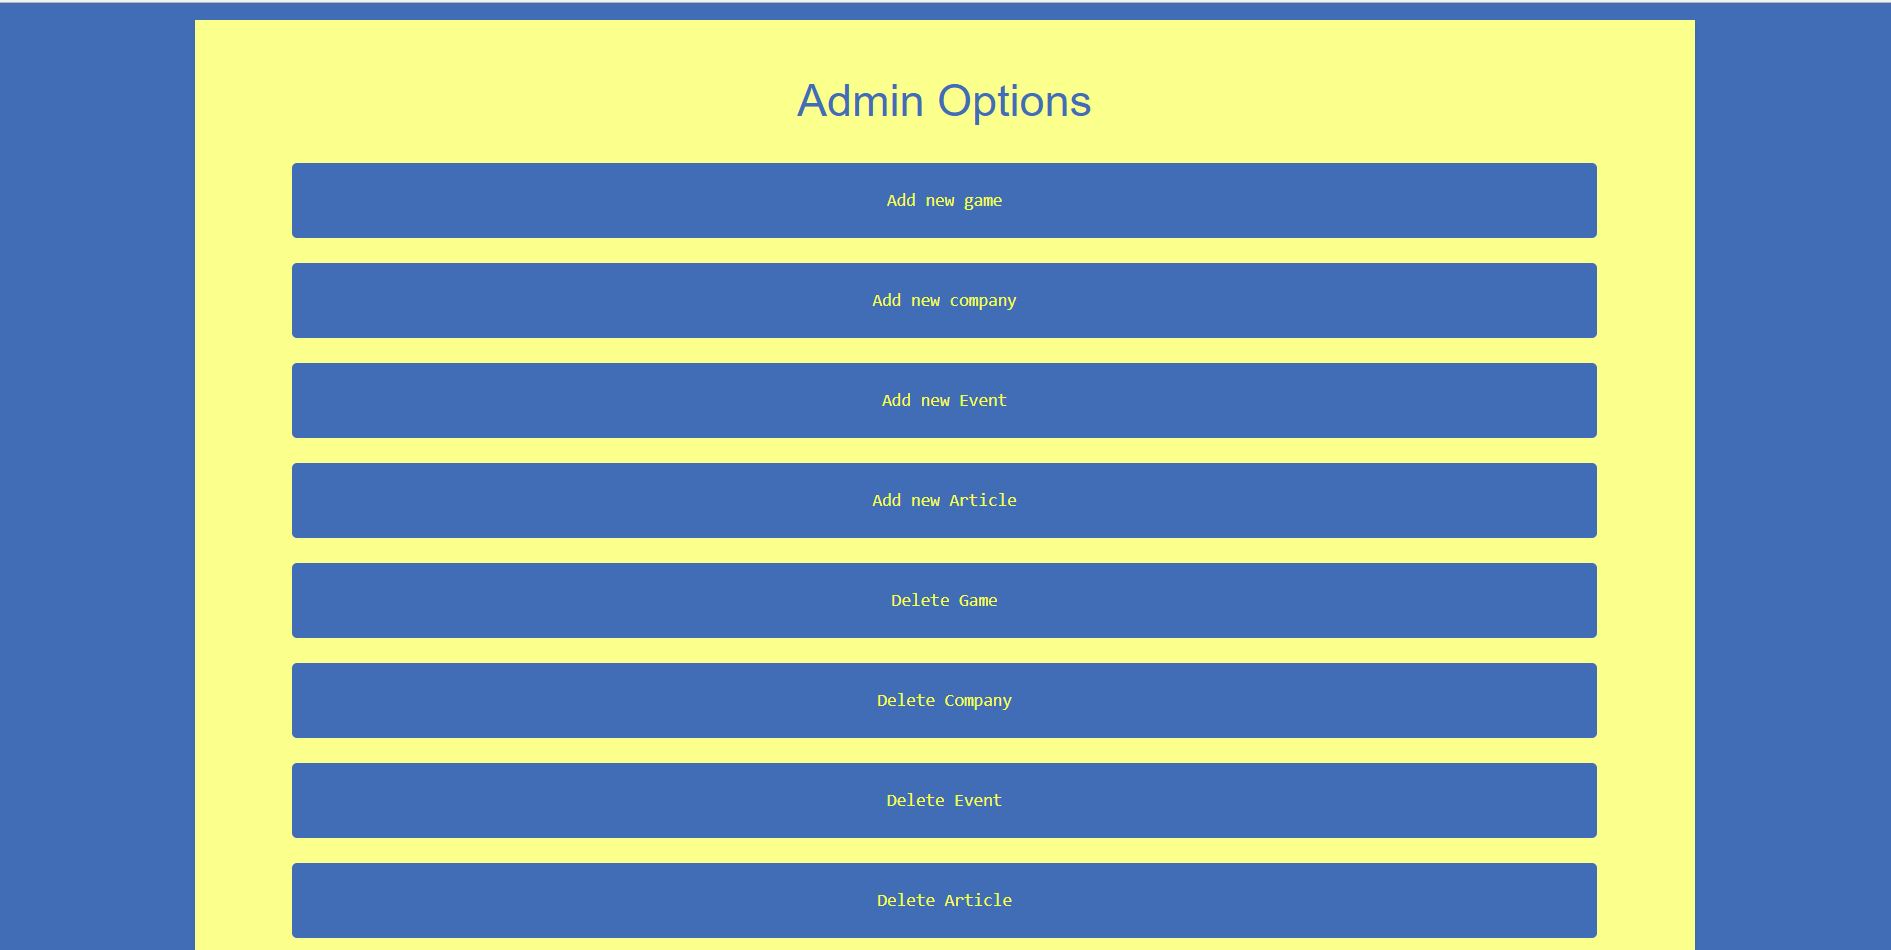 Admin Options
Add new game
Add new company
Add new Event
Add new Article
Delete Game
Delete Company
Delete Event
Delete Article